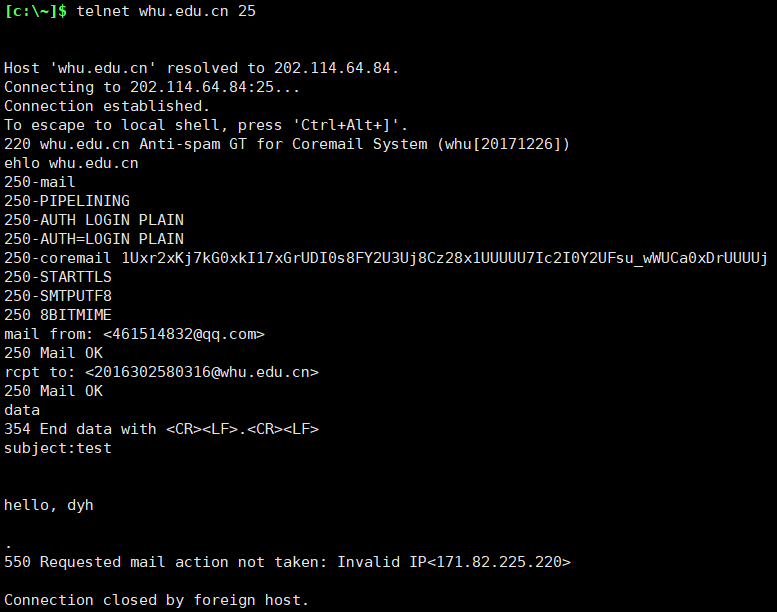 [c:\~]$ telnet whu.edu.cn 25
Host 'whu.edu.cn' resolved to 202.114.64.84.
Connecting to 202.114.64.84:25...
Connection established.
To escape to local shell, press 'Ctrl+Alt+]'.
220 whu.edu.cn Anti-spam GT for Coremail System (whu[20171226])
ehlo whu.edu.cn
250-mail
250-PIPELINING
250-AUTH LOGIN PLAIN
250-AUTH=LOGIN PLAIN
250-coremail 1Uxr2xKj7kG0xkI17xGrUDI0s8FY2U3Uj8Cz28x1UUUUU7Ic2I0Y2UFsu_wWUCa0xDrUUUUj
250-STARTTLS
250-SMTPUTF8
250 8BITMIME
mail from: <461514832@qq.com>
250 Mail OK
rcpt to: <2016302580316@whu.edu.cn>
250 Mail OK
data
354 End data with <CR><LF>.<CR><LF>
subject:test
hello, dyh
.
550 Requested mail action not taken: Invalid IP<171.82.225.220>
Connection closed by foreign host.